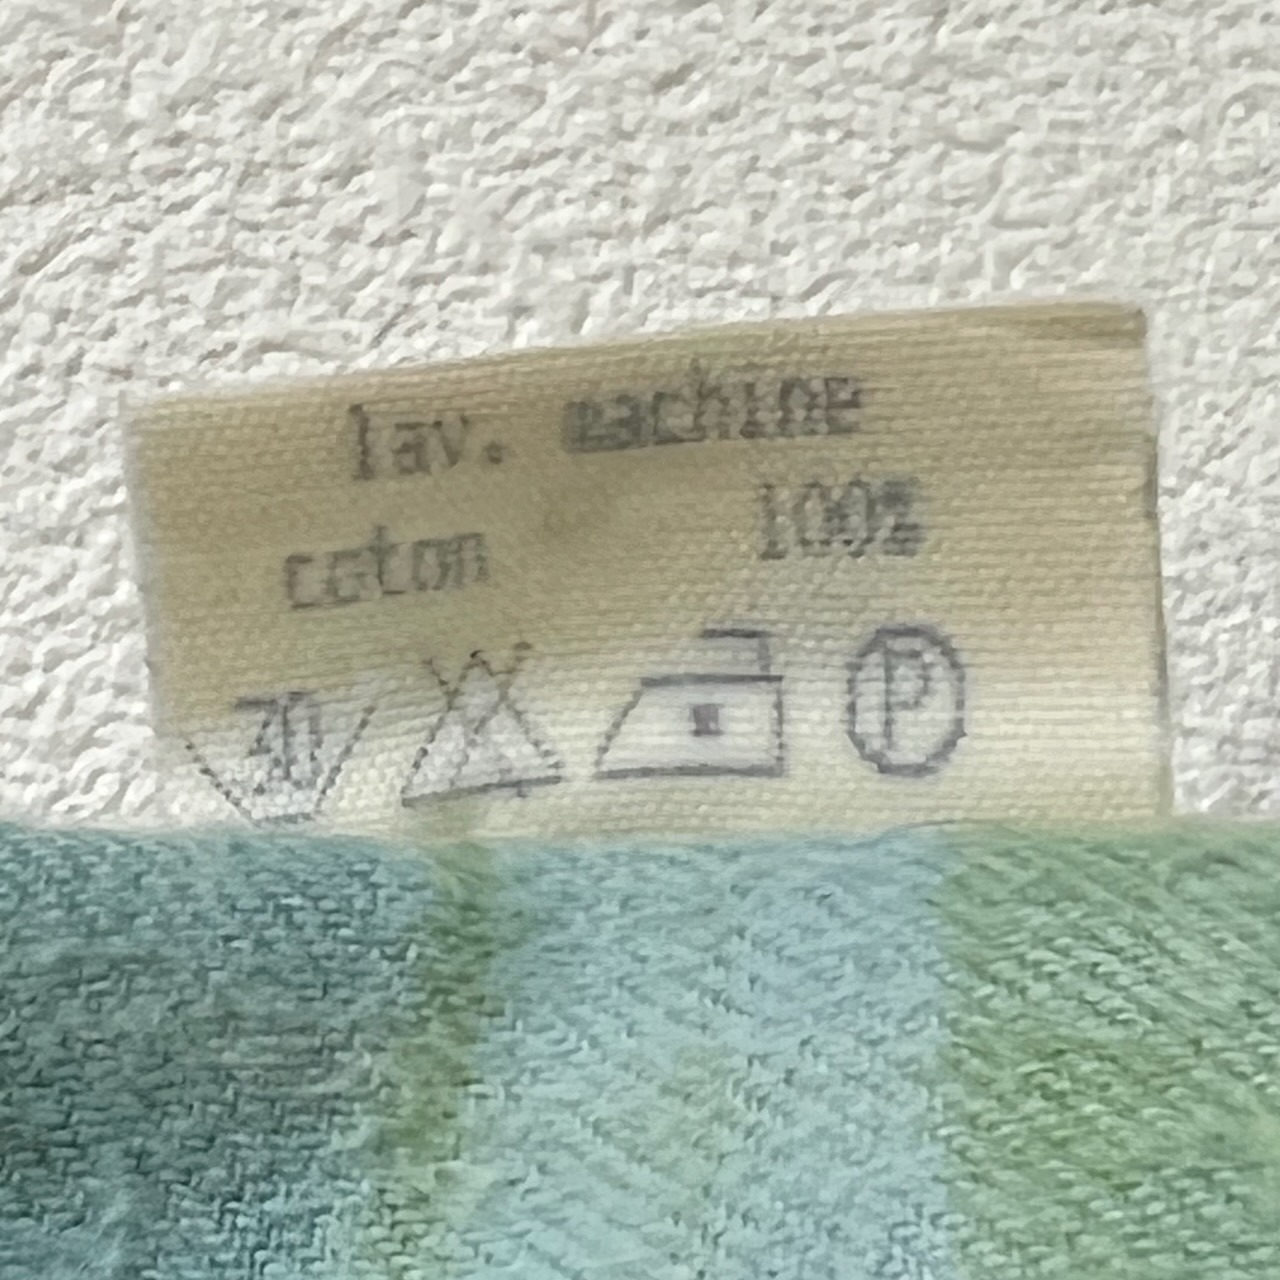 lav. machine
coton 100%
P